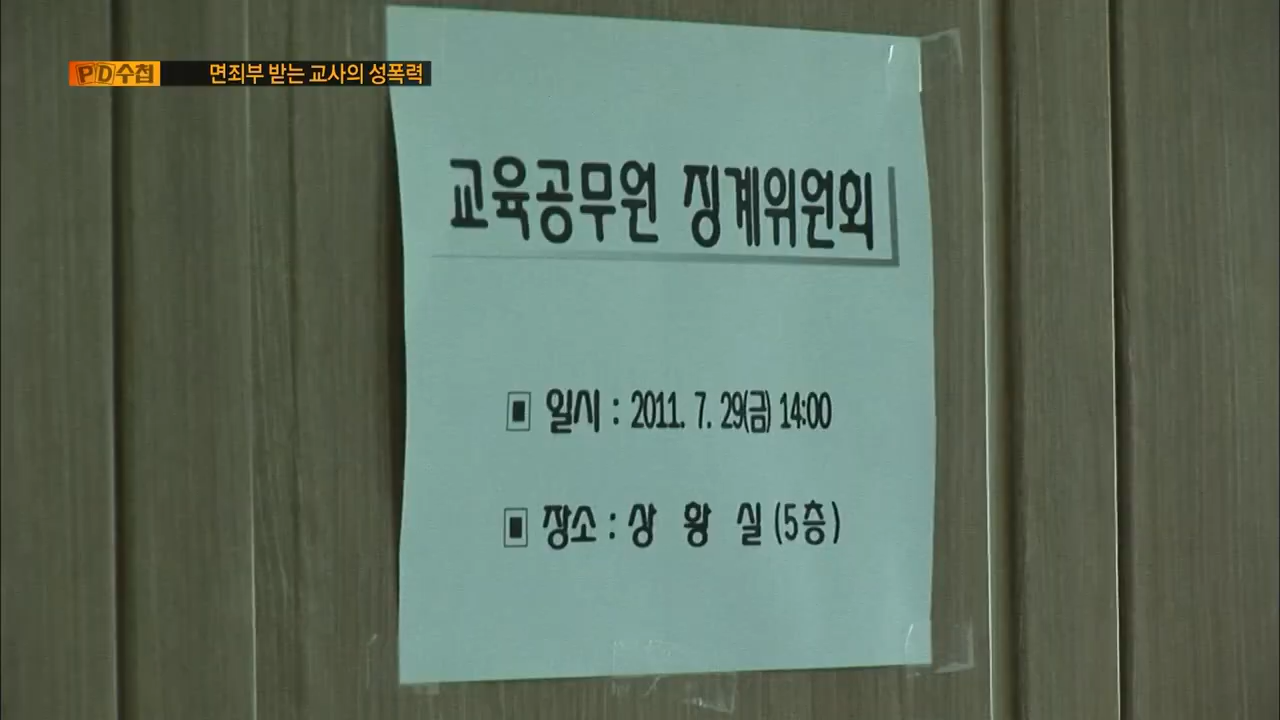 PD수첩 면죄부 받는 교사의 성폭력
교육공무원 징계위원회
▣ 일시 : 2011. 7. 29(금) 14:00
▣ 장소 : 상 황 실 (5층)